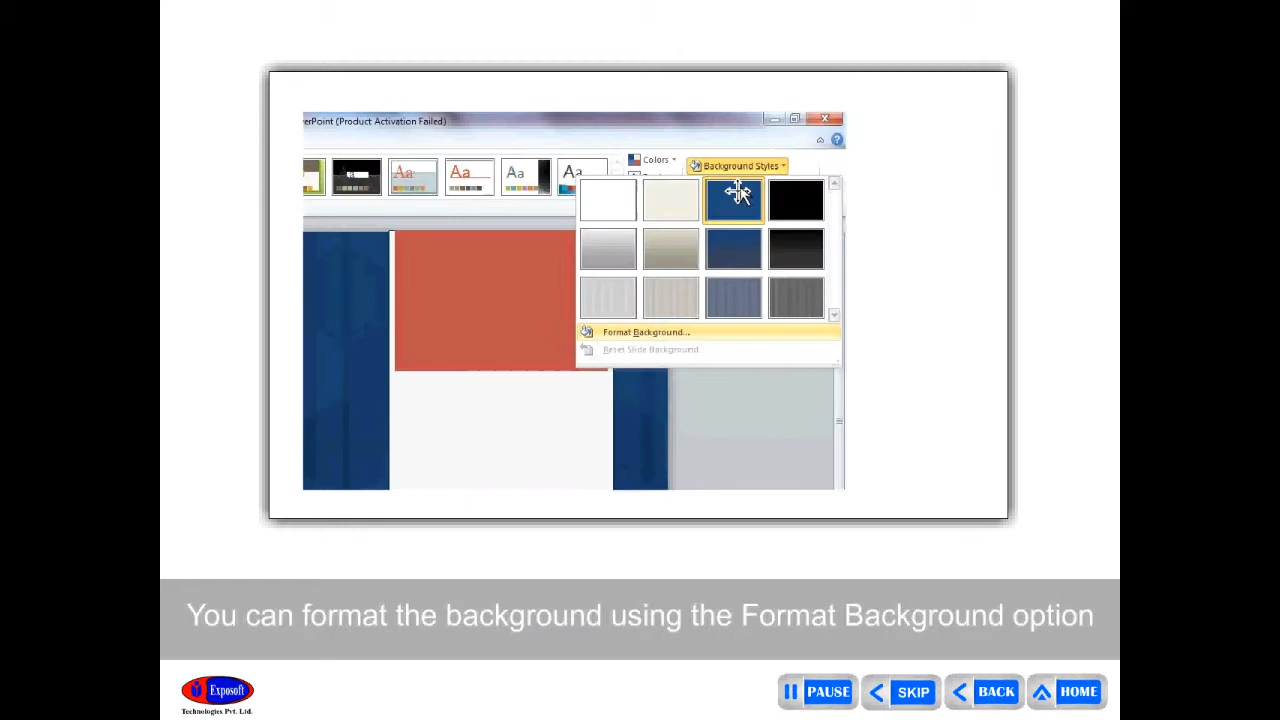 erPoint (Product Activation Failed)
Colors
Background Styles
Aa
Aa
Aa
Aa
Format Background...
Reset Slide Background
You can format the background using the Format Background option
Exposoft
Technologies Pvt. Ltd.
PAUSE
SKIP
BACK
HOME